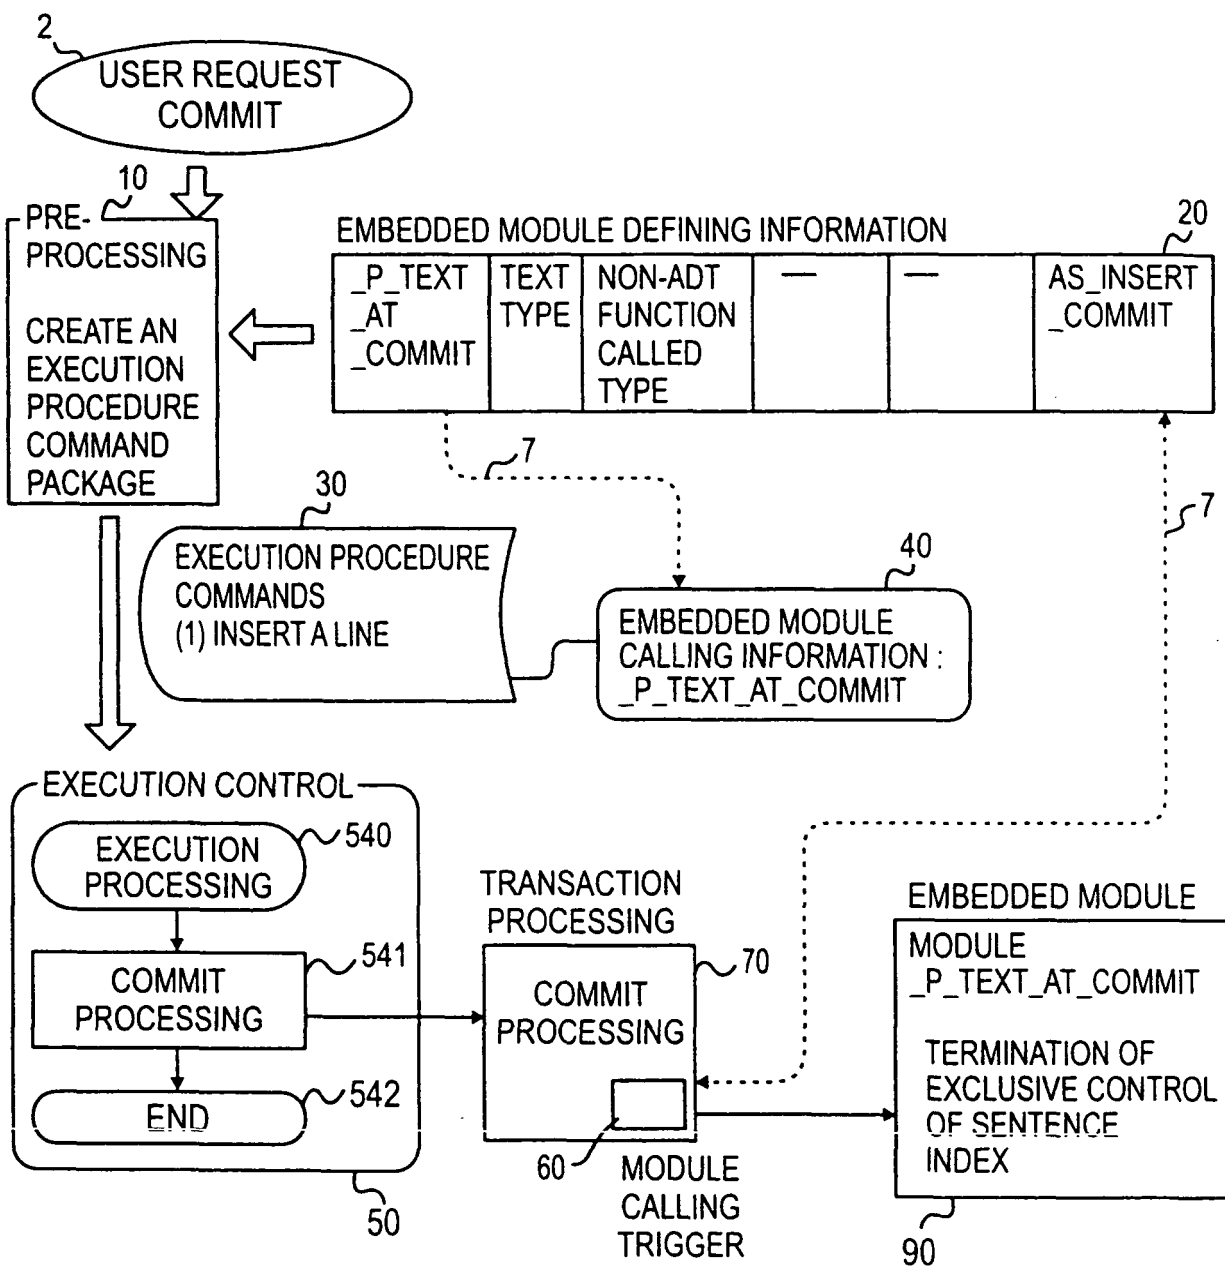 2
USER REQUEST
COMMIT
10
PRE-
PROCESSING
CREATE AN
EXECUTION
PROCEDURE
COMMAND
PACKAGE
EMBEDDED MODULE DEFINING INFORMATION
20
_P_TEXT
_AT
_COMMIT
TEXT
TYPE
NON-ADT
FUNCTION
CALLED
TYPE
—
—
AS_INSERT
_COMMIT
7
7
30
EXECUTION PROCEDURE
COMMANDS
(1) INSERT A LINE
40
EMBEDDED MODULE
CALLING INFORMATION :
_P_TEXT_AT_COMMIT
EXECUTION CONTROL
540
EXECUTION
PROCESSING
541
COMMIT
PROCESSING
542
END
50
TRANSACTION
PROCESSING
70
COMMIT
PROCESSING
60
MODULE
CALLING
TRIGGER
EMBEDDED MODULE
MODULE
_P_TEXT_AT_COMMIT
TERMINATION OF
EXCLUSIVE CONTROL
OF SENTENCE
INDEX
90